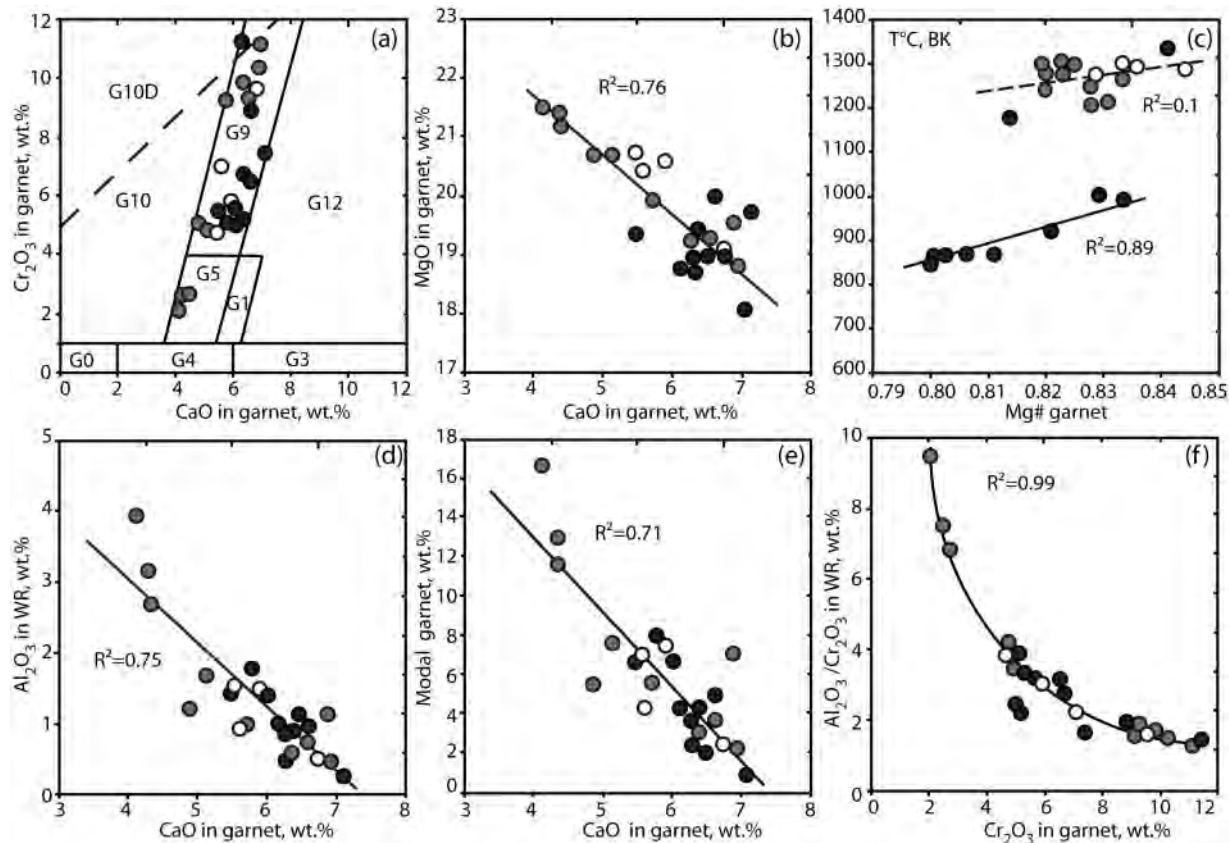 (a)
Cr2O3 in garnet, wt.%
12
10
8
6
4
2
0
G10D
G10
G9
G12
G5
G1
G0
G4
G3
0 2 4 6 8 10 12
CaO in garnet, wt.%
(b)
MgO in garnet, wt.%
23
22
21
20
19
18
17
R²=0.76
3 4 5 6 7 8
CaO in garnet, wt.%
(c)
T°C, BK
1400
1300
1200
1100
1000
900
800
700
600
R²=0.1
R²=0.89
0.79 0.80 0.81 0.82 0.83 0.84 0.85
Mg# garnet
(d)
Al2O3 in WR, wt.%
5
4
3
2
1
0
R²=0.75
3 4 5 6 7 8
CaO in garnet, wt.%
(e)
Modal garnet, wt.%
18
16
14
12
10
8
6
4
2
0
R²=0.71
3 4 5 6 7 8
CaO in garnet, wt.%
(f)
Al2O3/Cr2O3 in WR, wt.%
10
8
6
4
2
0
R²=0.99
0 2 4 6 8 10 12
Cr2O3 in garnet, wt.%